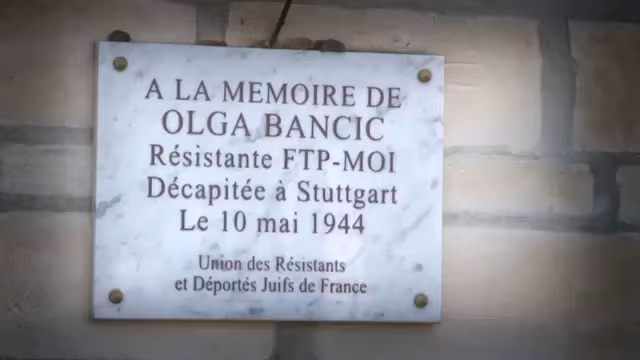 A LA MEMOIRE DE
OLGA BANCIC
Résistante FTP-MOI
Décapitée à Stuttgart
Le 10 mai 1944
Union des Résistants
et Déportés Juifs de France